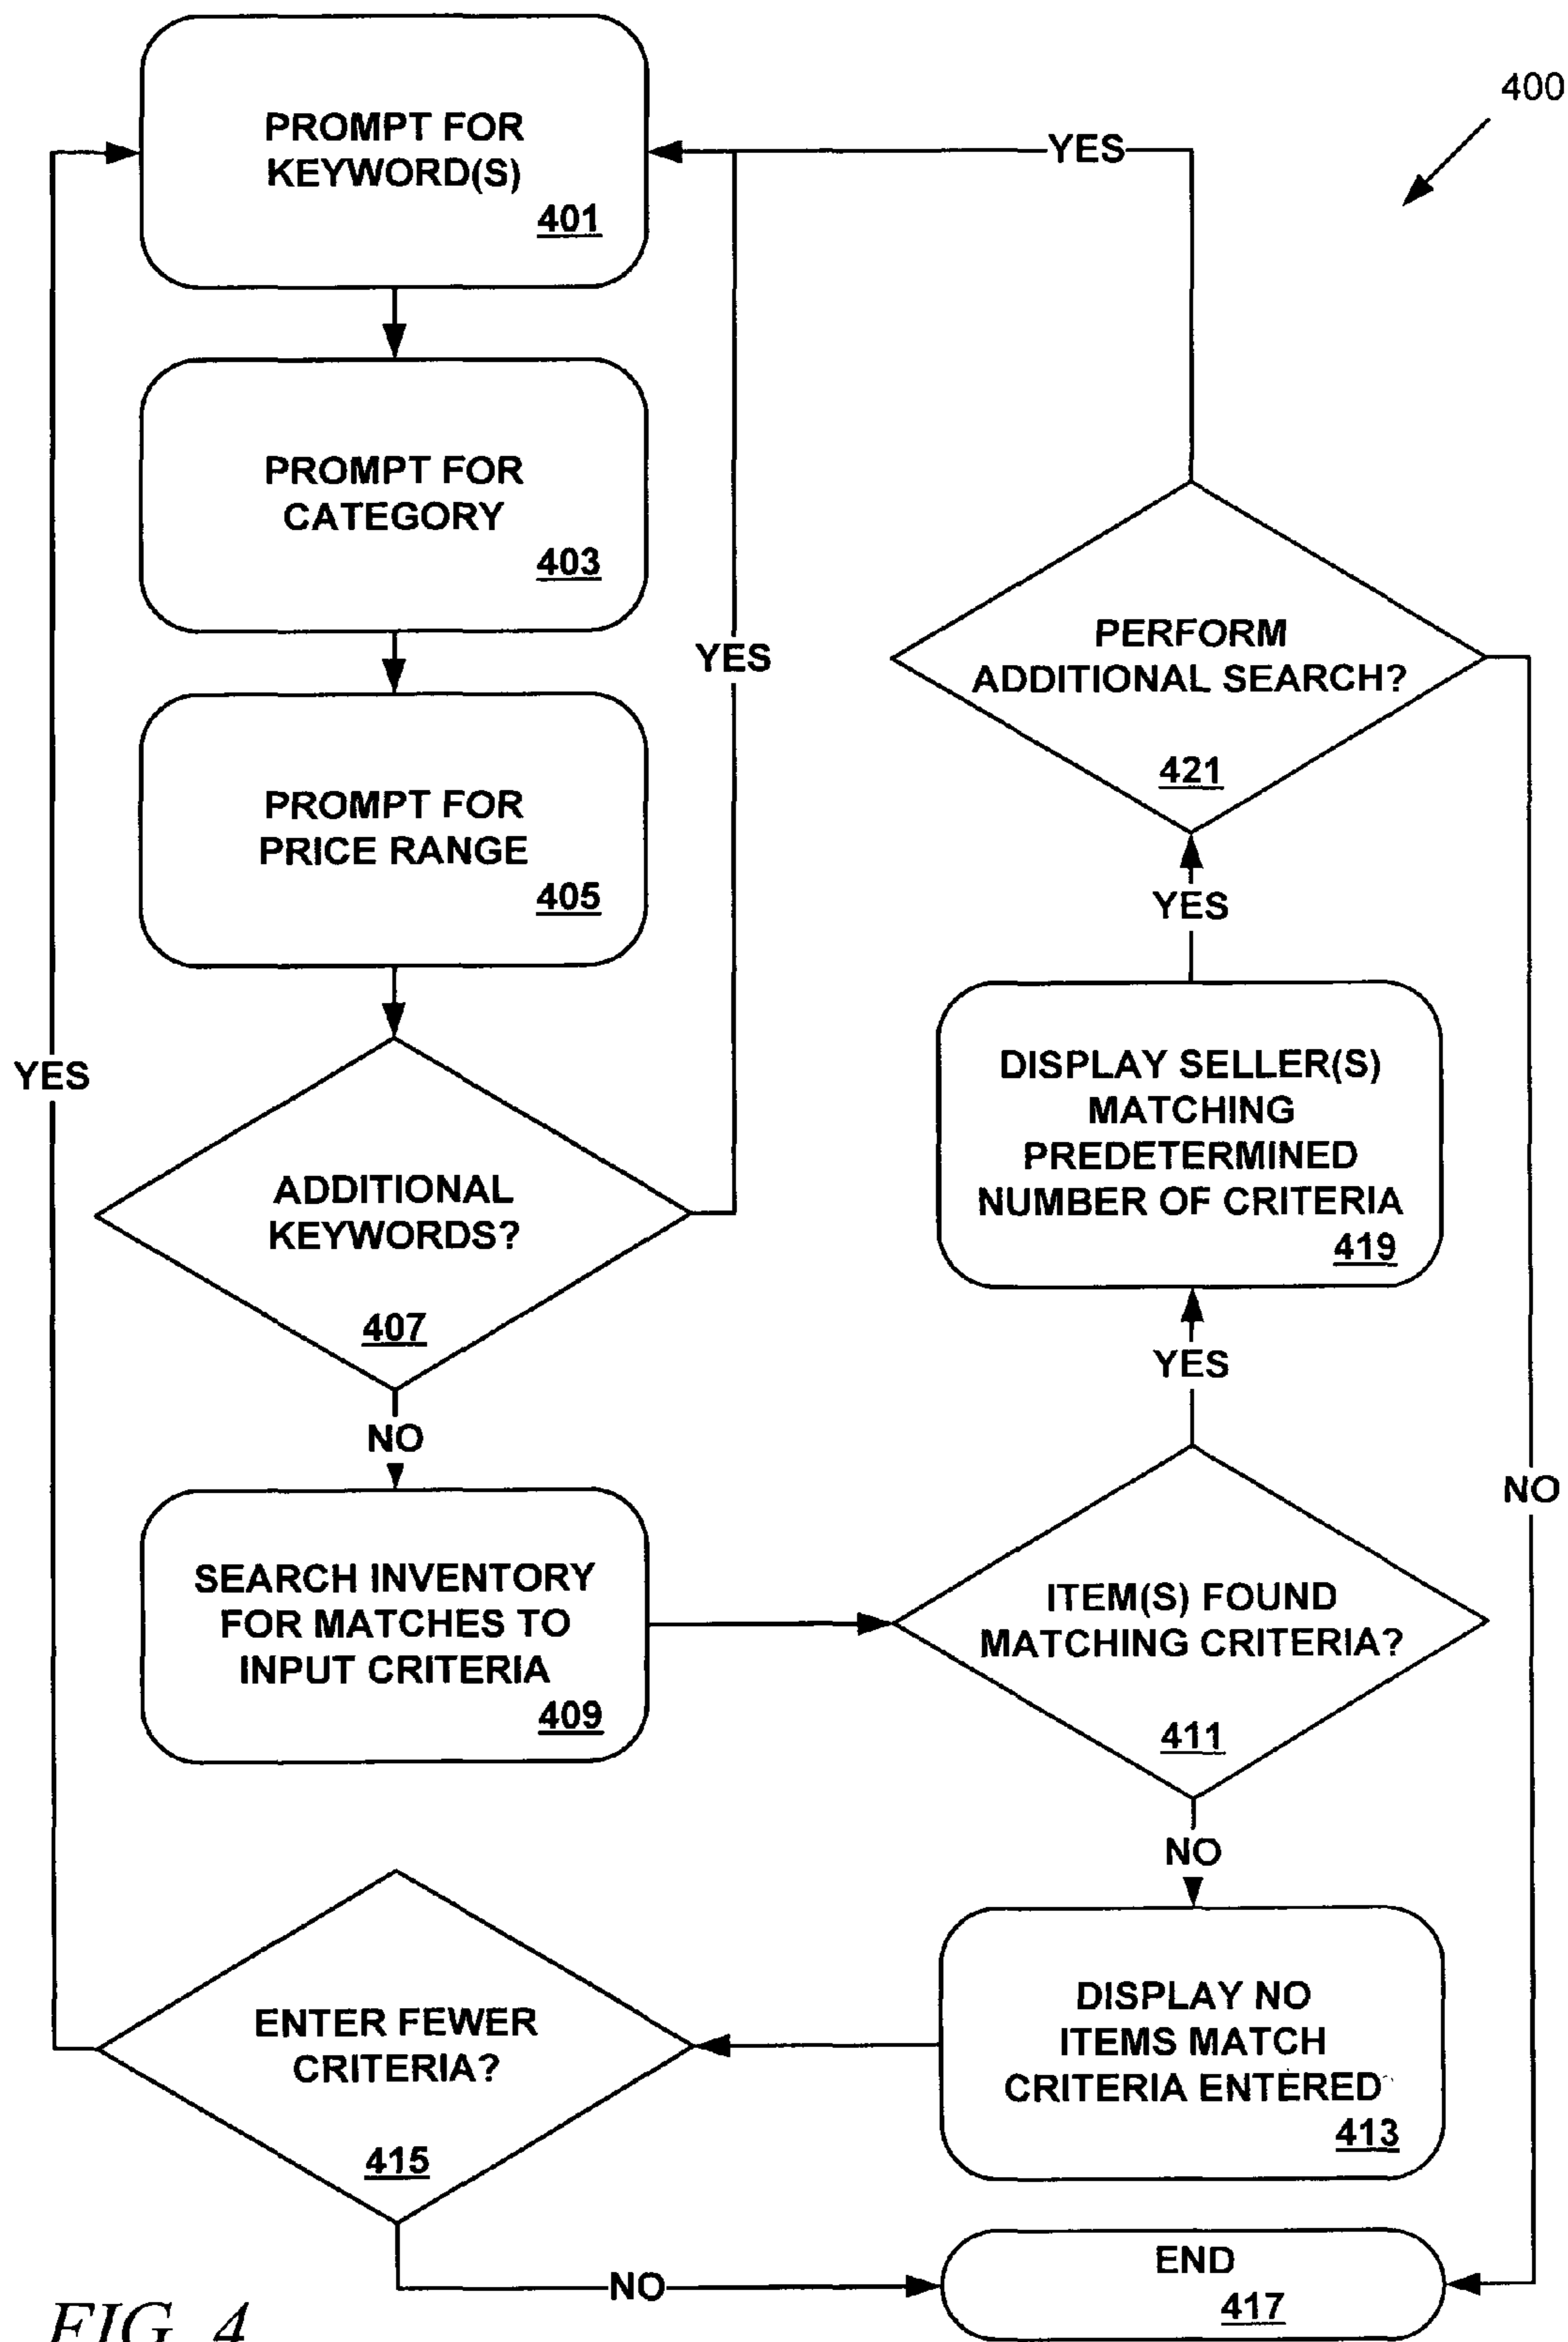 400
PROMPT FOR
KEYWORD(S)
401
YES
PROMPT FOR
CATEGORY
403
YES
PROMPT FOR
PRICE RANGE
405
YES
ADDITIONAL
KEYWORDS?
407
NO
SEARCH INVENTORY
FOR MATCHES TO
INPUT CRITERIA
409
ITEM(S) FOUND
MATCHING CRITERIA?
411
YES
DISPLAY SELLER(S)
MATCHING
PREDETERMINED
NUMBER OF CRITERIA
419
YES
PERFORM
ADDITIONAL SEARCH?
421
NO
NO
DISPLAY NO
ITEMS MATCH
CRITERIA ENTERED
413
ENTER FEWER
CRITERIA?
415
NO
END
417
FIG. 4